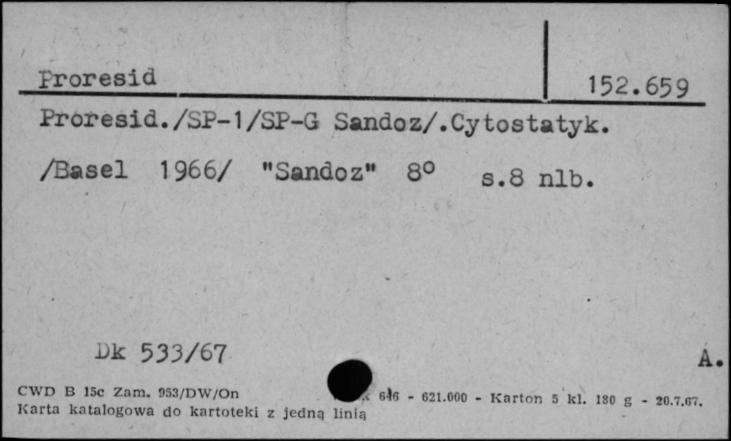 Proresid
152.659
Proresid./SP-1/SP-G Sandoz/.Cytostatyk.
/Basel 1966/ "Sandoz" 8° s.8 nlb.
Dk 533/67
A.
CWD B 15c Zam. 953/DW/On 646 - 621.000 - Karton 5 kl. 180 g - 20.7.67.
Karta katalogowa do kartoteki z jedną linią